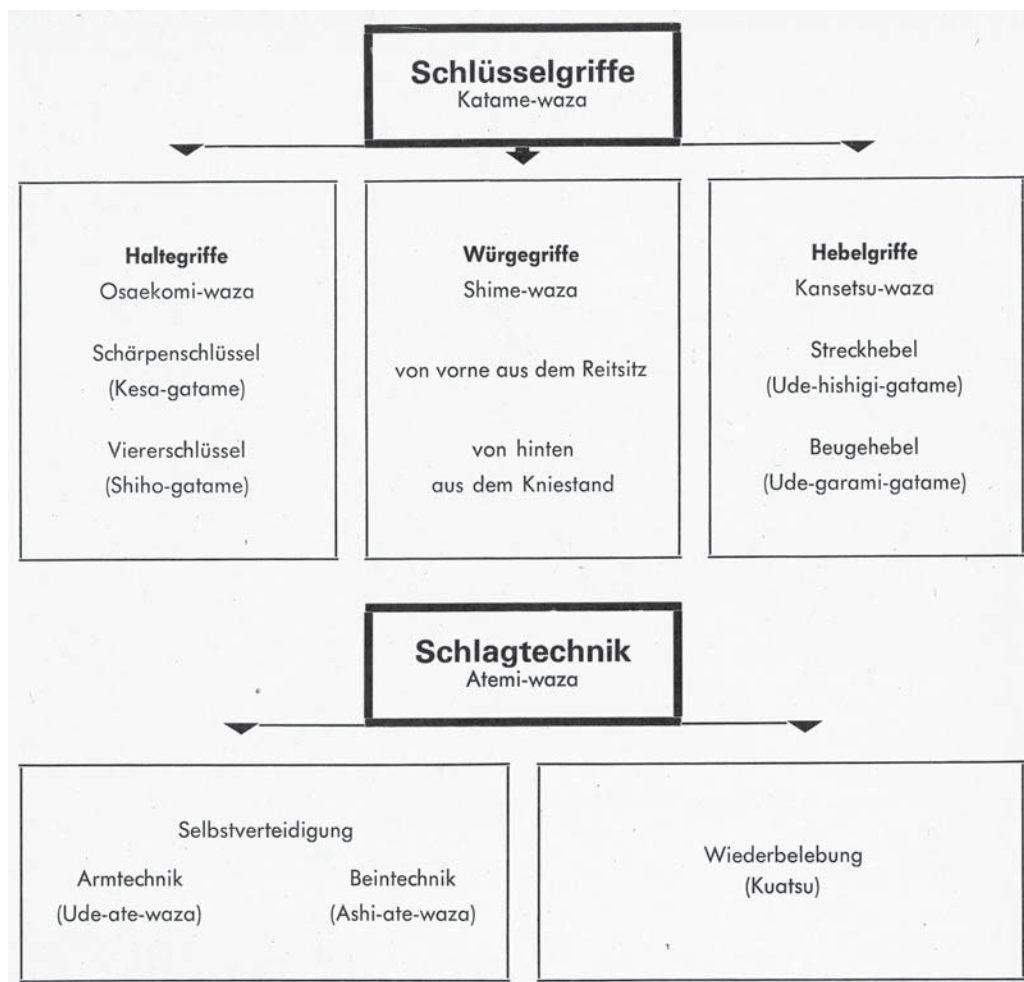 Schlüsselgriffe
Katame-waza
Haltegriffe
Osaekomi-waza
Schärpenschlüssel
(Kesa-gatame)
Viererschlüssel
(Shiho-gatame)
Würgegriffe
Shime-waza
von vorne aus dem Reitsitz
von hinten
aus dem Kniestand
Hebelgriffe
Kansetsu-waza
Streckhebel
(Ude-hishigi-gatame)
Beugehebel
(Ude-garami-gatame)
Schlagtechnik
Atemi-waza
Selbstverteidigung
Armtechnik
(Ude-ate-waza)
Beintechnik
(Ashi-ate-waza)
Wiederbelebung
(Kuatsu)